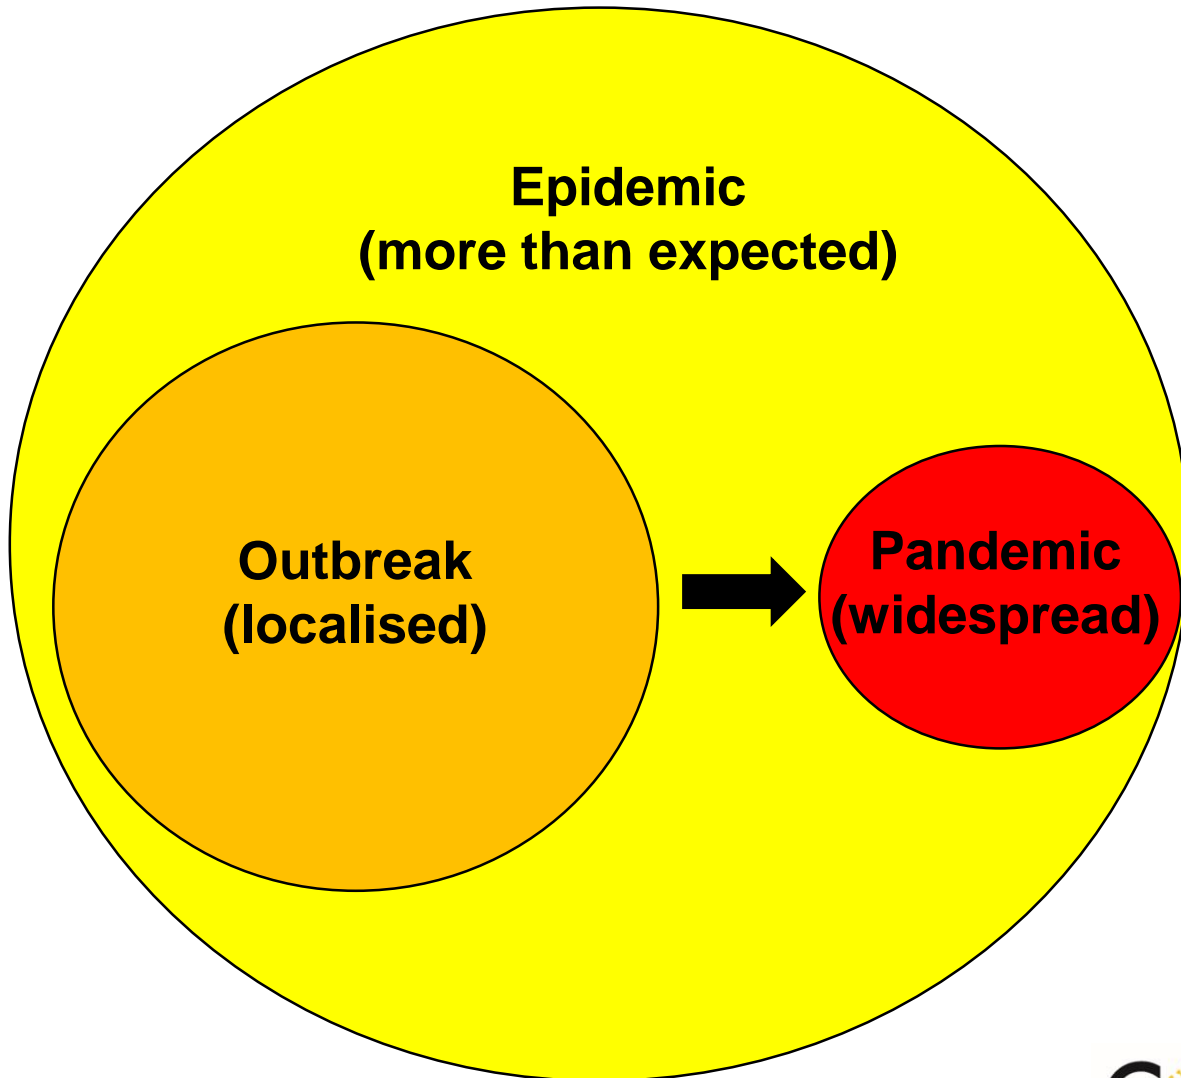 Epidemic
(more than expected)
Outbreak
(localised)
Pandemic
(widespread)